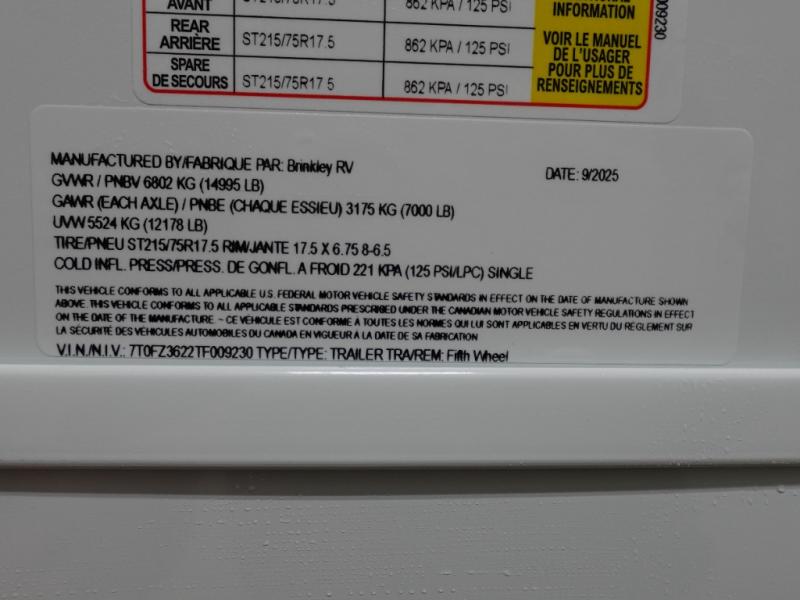 AVANT ST215/75R17.5 862 KPA / 125 PSI
INFORMATION
REAR
ARRIÈRE ST215/75R17.5 862 KPA / 125 PSI
VOIR LE MANUEL
DE L'USAGER
POUR PLUS DE
RENSEIGNEMENTS
SPARE
DE SECOURS ST215/75R17.5 862 KPA / 125 PSI
009230
MANUFACTURED BY/FABRIQUE PAR: Brinkley RV
DATE: 9/2025
GVWR / PNBV 6802 KG (14995 LB)
GAWR (EACH AXLE) / PNBE (CHAQUE ESSIEU) 3175 KG (7000 LB)
UVW 5524 KG (12178 LB)
TIRE/PNEU ST215/75R17.5 RIM/JANTE 17.5 X 6.75 8-6.5
COLD INFL. PRESS/PRESS. DE GONFL. A FROID 221 KPA (125 PSI/LPC) SINGLE
THIS VEHICLE CONFORMS TO ALL APPLICABLE U.S. FEDERAL MOTOR VEHICLE SAFETY STANDARDS IN EFFECT ON THE DATE OF MANUFACTURE SHOWN
ABOVE. THIS VEHICLE CONFORMS TO ALL APPLICABLE STANDARDS PRESCRIBED UNDER THE CANADIAN MOTOR VEHICLE SAFETY REGULATIONS IN EFFECT
ON THE DATE OF THE MANUFACTURE. - CE VEHICULE EST CONFORME À TOUTES LES NORMES QUI LUI SONT APPLICABLES EN VERTU DU RÉGLEMENT SUR
LA SÉCURITÉ DES VÉHICULES AUTOMOBILES DU CANADA EN VIGUEUR À LA DATE DE SA FABRICATION
V.I.N./N.I.V.: 7T0FZ3622TF009230 TYPE/TYPE: TRAILER TRA/REM: Fifth Wheel